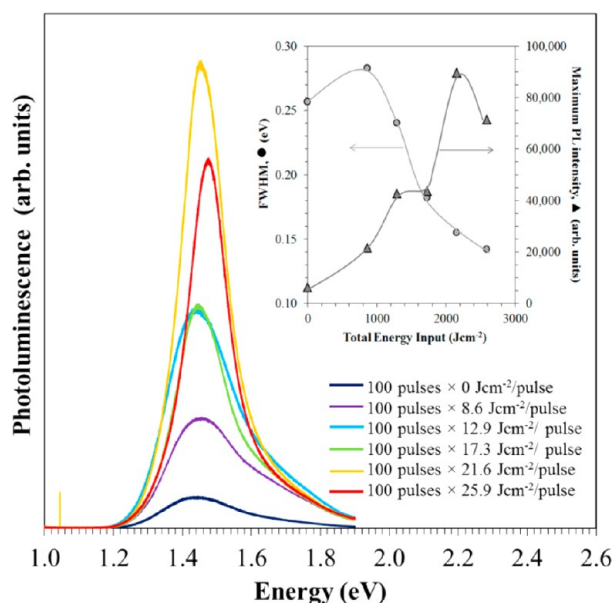 Photoluminescence (arb. units)
0.30
0.25
0.20
0.15
0.10
FWHM, ● (eV)
100,000
80,000
60,000
40,000
20,000
0
Maximum PL intensity, ▲ (arb. units)
0 1000 2000 3000
Total Energy Input (Jcm-2)
100 pulses × 0 Jcm-2/pulse
100 pulses × 8.6 Jcm-2/pulse
100 pulses × 12.9 Jcm-2/ pulse
100 pulses × 17.3 Jcm-2/ pulse
100 pulses × 21.6 Jcm-2/pulse
100 pulses × 25.9 Jcm-2/pulse
1.0 1.2 1.4 1.6 1.8 2.0 2.2 2.4 2.6
Energy (eV)